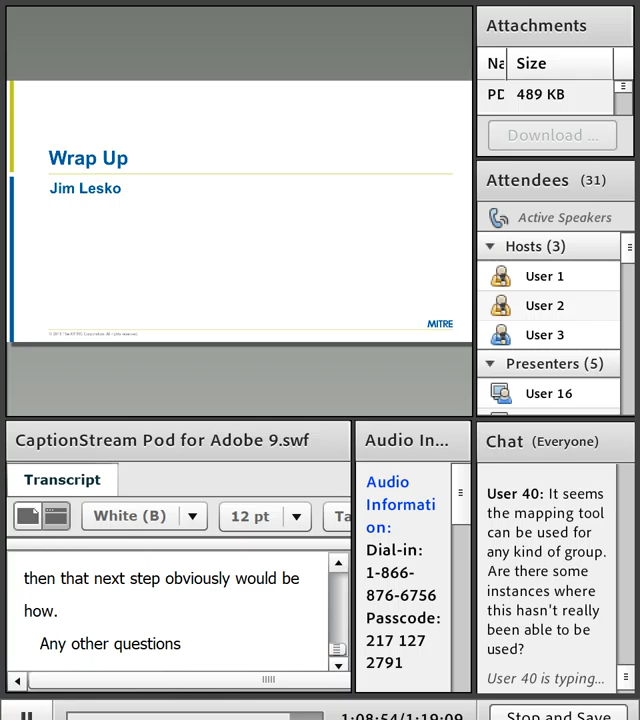 Wrap Up
Jim Lesko
MITRE
Attachments
Na Size
PD 489 KB
Download ...
Attendees (31)
Active Speakers
Hosts (3)
User 1
User 2
User 3
Presenters (5)
User 16
CaptionStream Pod for Adobe 9.swf
Transcript
White (B)
12 pt
Ta
then that next step obviously would be
how.
Any other questions
Audio In...
Audio
Informati
on:
Dial-in:
1-866-
876-6756
Passcode:
217 127
2791
Chat (Everyone)
User 40: It seems
the mapping tool
can be used for
any kind of group.
Are there some
instances where
this hasn't really
been able to be
used?
User 40 is typing...
1:08:54/1:19:09
Stop and Save